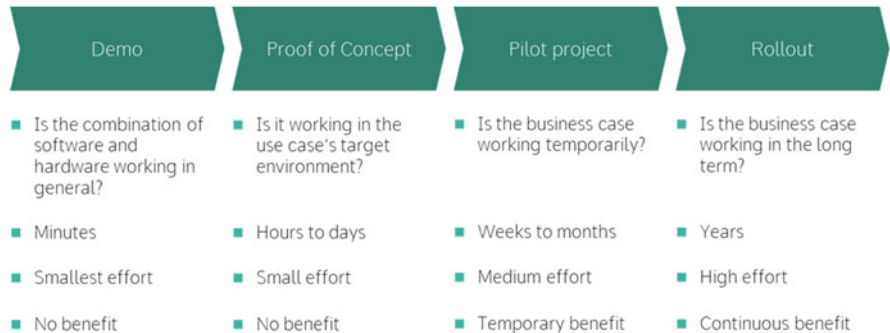 Demo
Proof of Concept
Pilot project
Rollout
Is the combination of
software and
hardware working in
general?
Minutes
Smallest effort
No benefit
Is it working in the
use case's target
environment?
Hours to days
Small effort
No benefit
Is the business case
working temporarily?
Weeks to months
Medium effort
Temporary benefit
Is the business case
working in the long
term?
Years
High effort
Continuous benefit